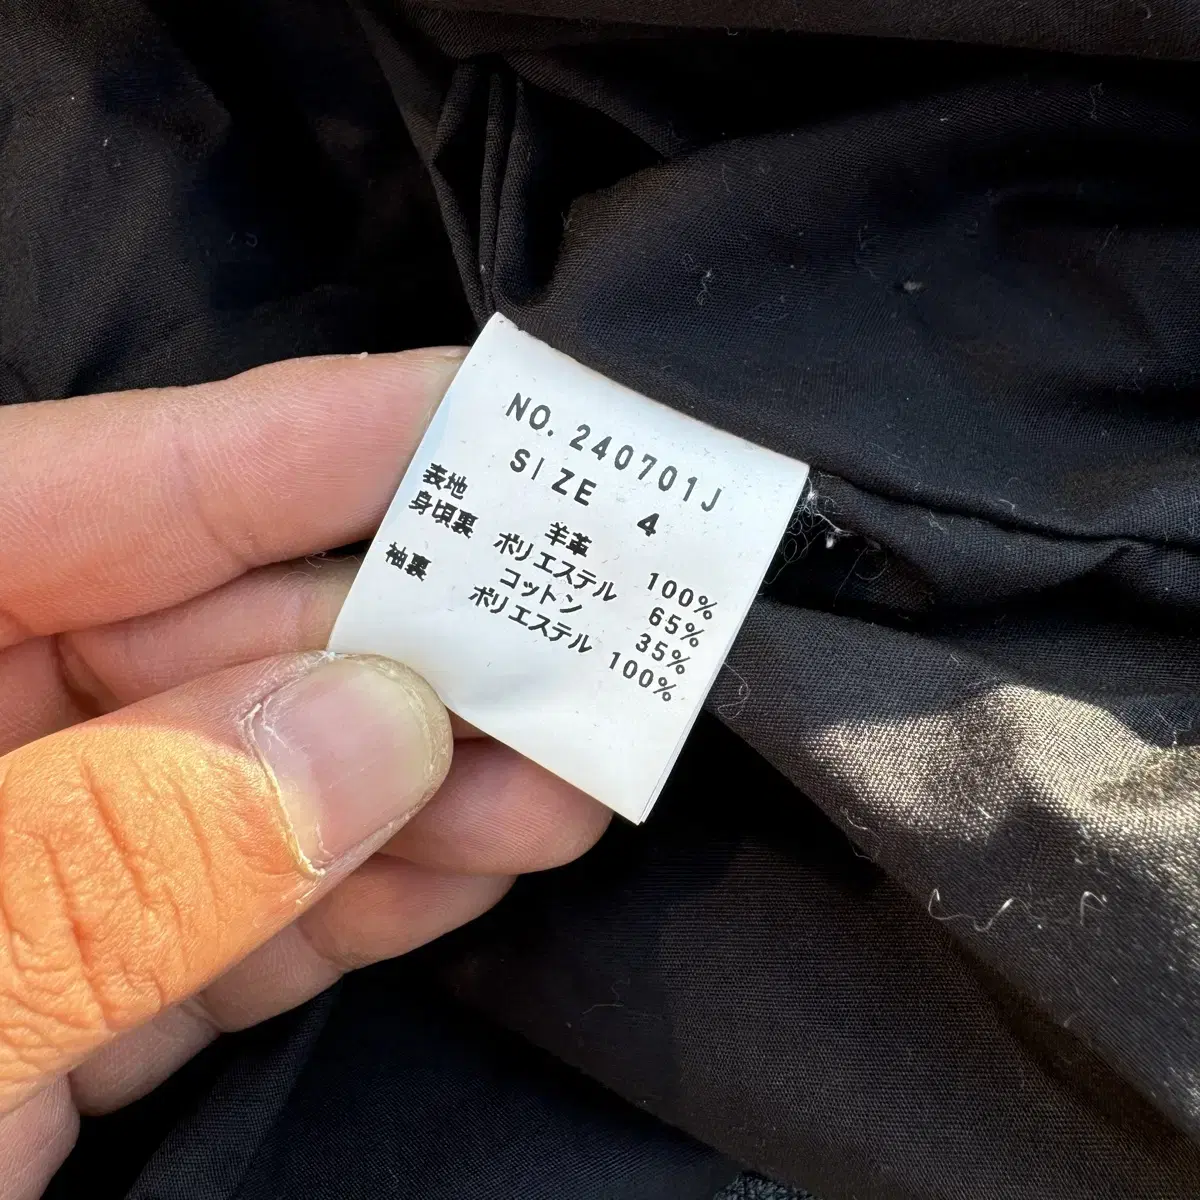 NO. 240701J
SIZE 4
表地 羊革 100%
身頃裏 ポリエステル 65%
コットン 35%
袖裏 ポリエステル 100%